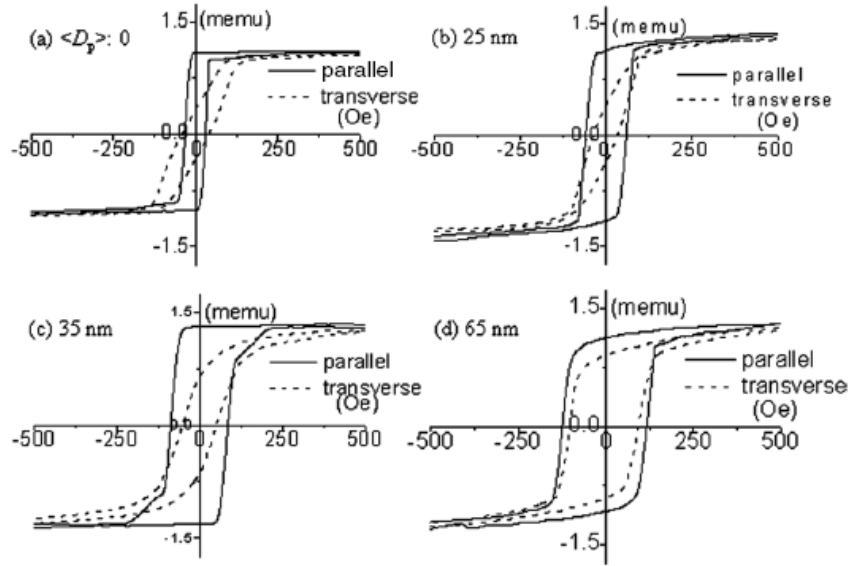 (a) <Dp>: 0
1.5 (memu)
parallel
transverse
(Oe)
-500 -250 0.0 0 250 500
-1.5
(b) 25 nm
1.5
(memu)
parallel
transverse
(Oe)
0.0
-500 -250 0 250 500
-1.5
(c) 35 nm
1.5 (memu)
parallel
transverse
(Oe)
0.0
-500 -250 0 250 500
-1.5
(d) 65 nm
1.5 (memu)
parallel
transverse
(Oe)
0.0
-500 -250 0 250 500
-1.5